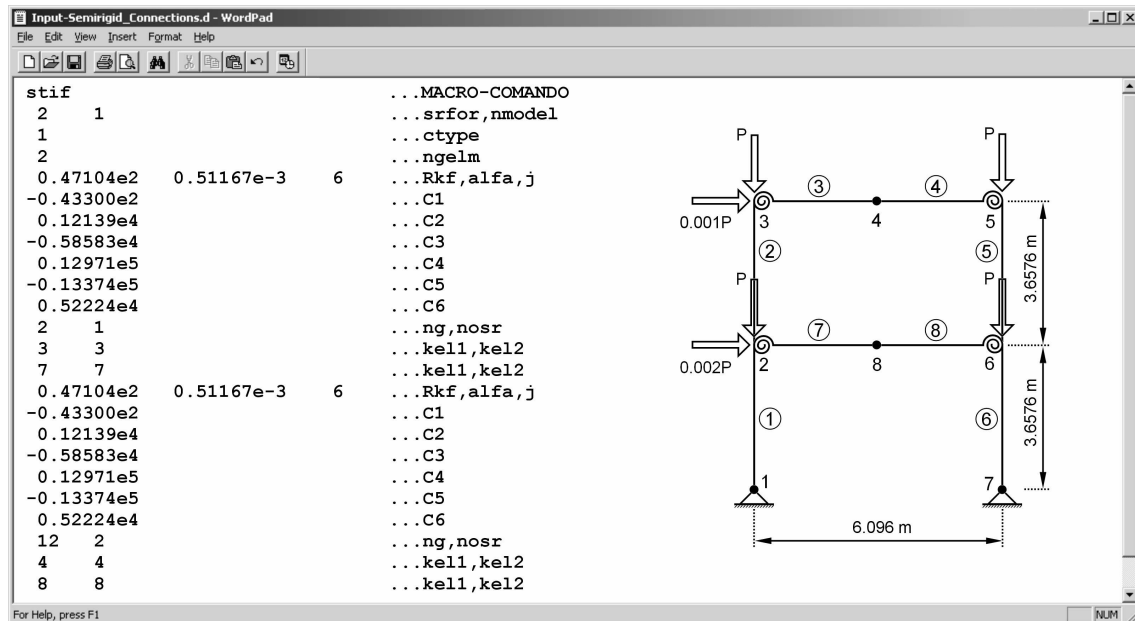 Input-Semirigid_Connections.d - WordPad
File Edit View Insert Format Help
stif ...MACRO-COMANDO
2 1 ...srfor,nmodel
1 ...ctype
2 ...ngelm
0.47104e2 0.51167e-3 6 ...Rkf,alfa,j
-0.43300e2 ...C1
0.12139e4 ...C2
-0.58583e4 ...C3
0.12971e5 ...C4
-0.13374e5 ...C5
0.52224e4 ...C6
2 1 ...ng,nosr
3 3 ...kel1,kel2
7 7 ...kel1,kel2
0.47104e2 0.51167e-3 6 ...Rkf,alfa,j
-0.43300e2 ...C1
0.12139e4 ...C2
-0.58583e4 ...C3
0.12971e5 ...C4
-0.13374e5 ...C5
0.52224e4 ...C6
12 2 ...ng,nosr
4 4 ...kel1,kel2
8 8 ...kel1,kel2
P P
3 4
0.001P 3 4 5
2 5
3.6576 m
P P
7 8
0.002P 2 8 6
1 6
3.6576 m
1 7
6.096 m
For Help, press F1
NUM